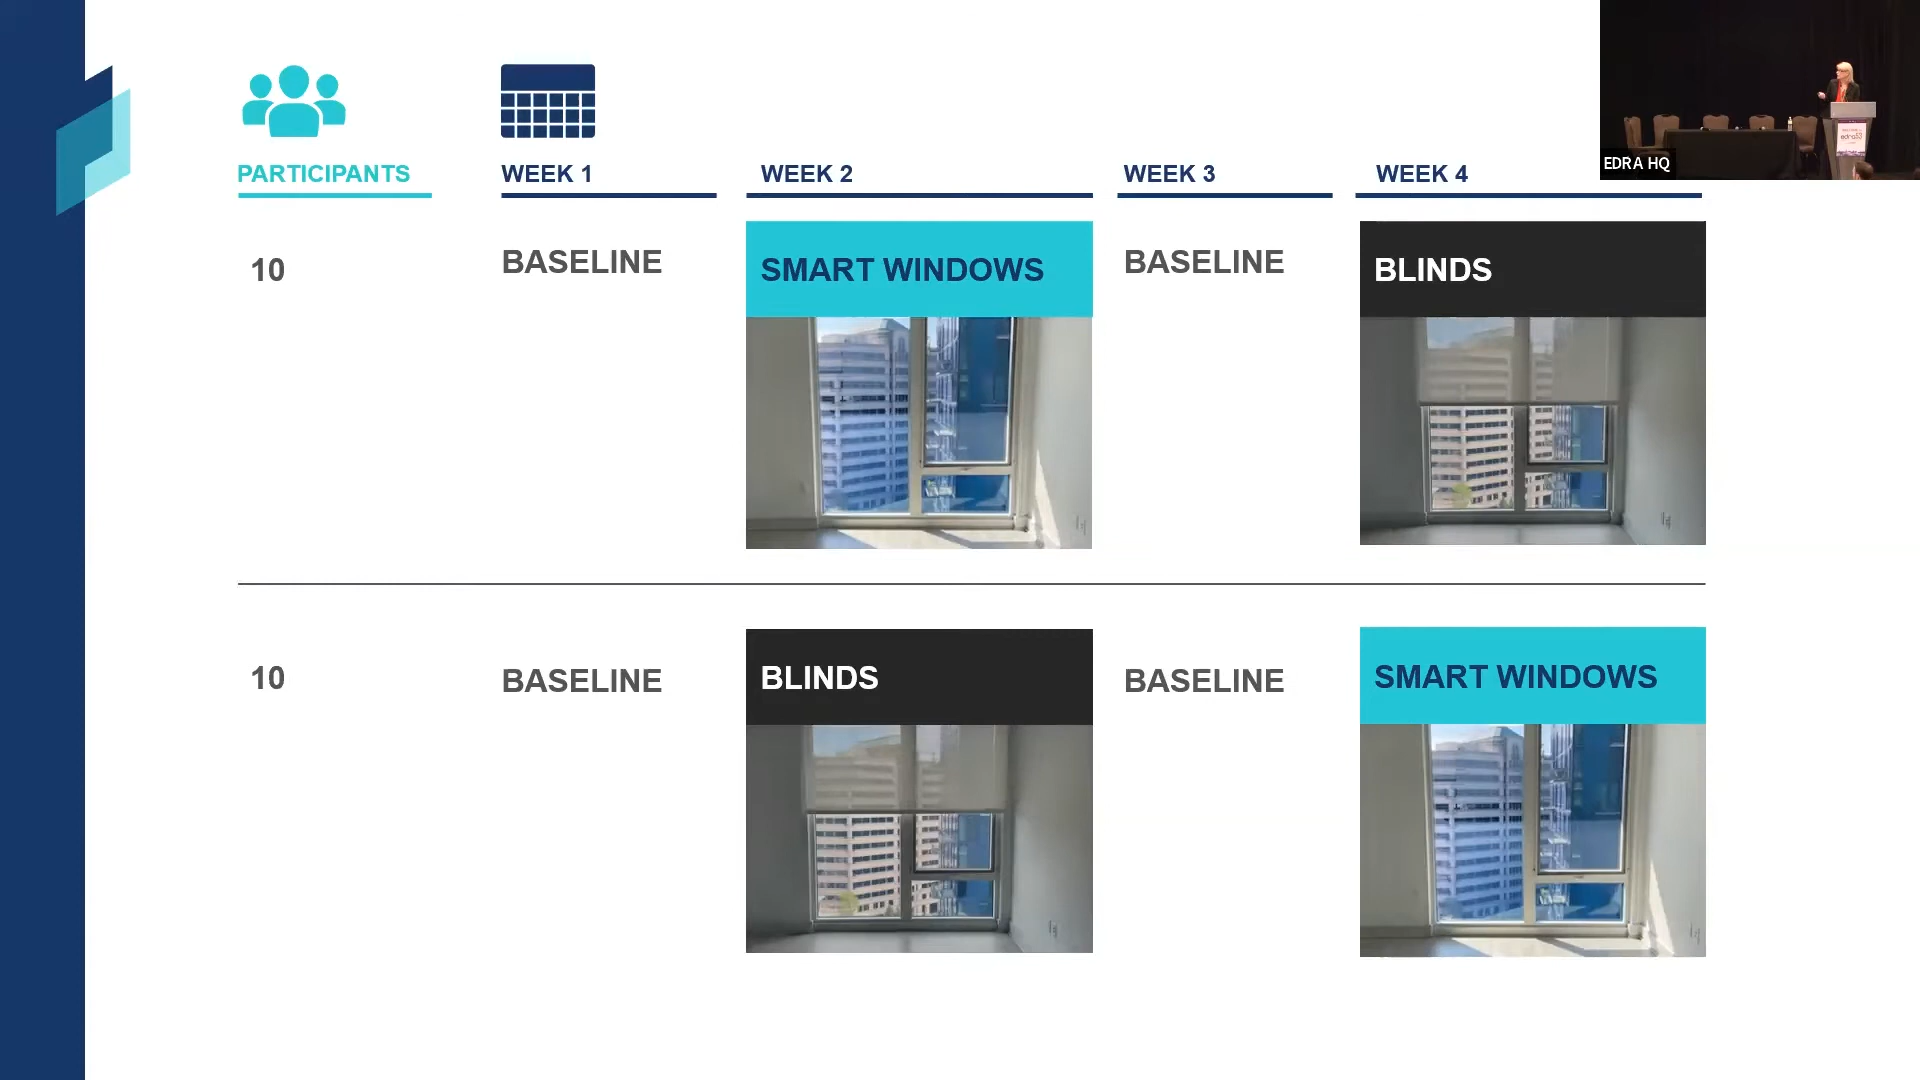 PARTICIPANTS
WEEK 1
WEEK 2
WEEK 3
WEEK 4
EDRA HQ
10
BASELINE
SMART WINDOWS
BASELINE
BLINDS
10
BASELINE
BLINDS
BASELINE
SMART WINDOWS